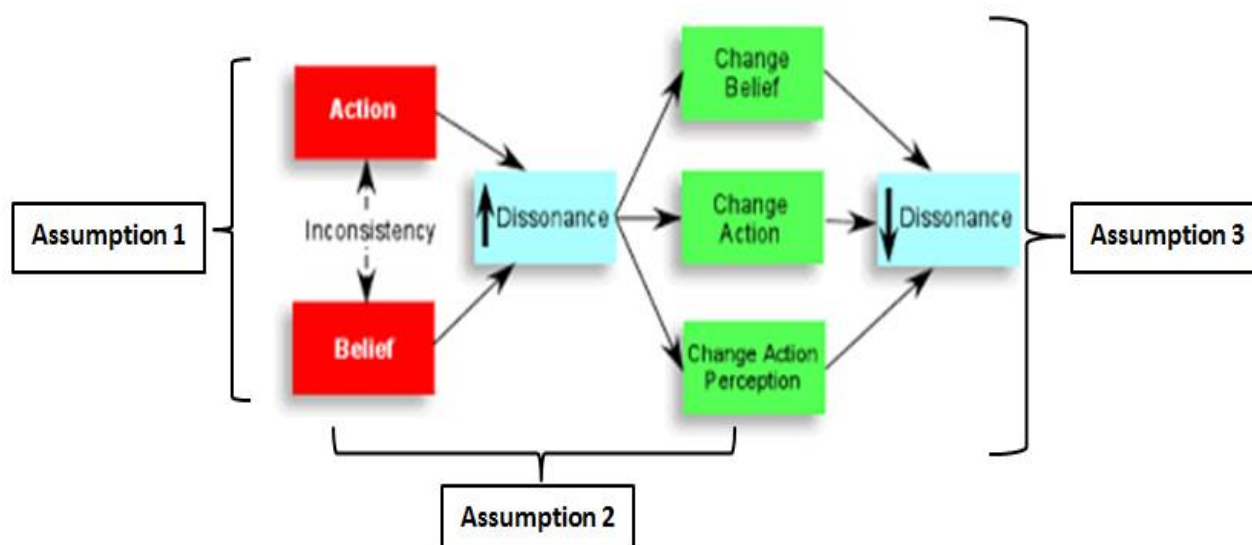 Assumption 1
Action
Inconsistency
Belief
Dissonance
Change
Belief
Change
Action
Change Action
Perception
Dissonance
Assumption 3
Assumption 2